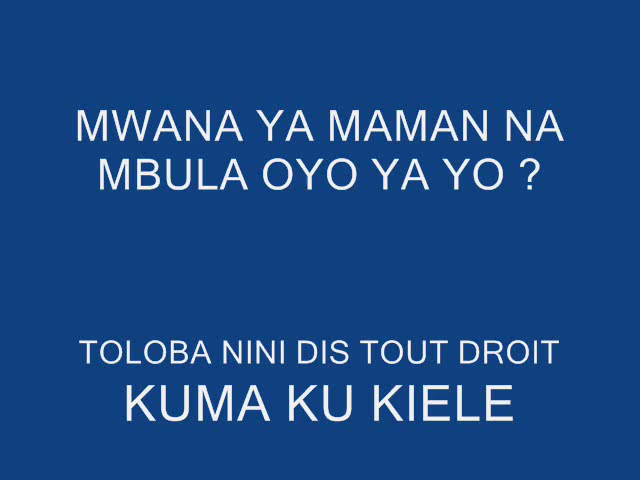 MWANA YA MAMAN NA
MBULA OYO YA YO ?
TOLOBA NINI DIS TOUT DROIT
KUMA KU KIELE